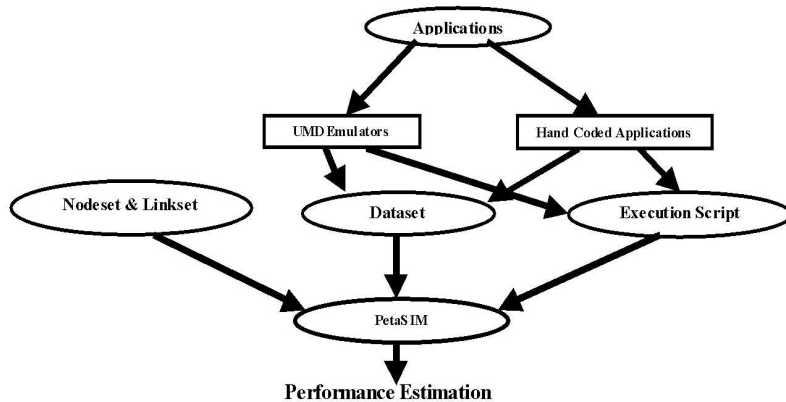 Applications
UMD Emulators
Hand Coded Applications
Nodeset & Linkset
Dataset
Execution Script
PetaSIM
Performance Estimation